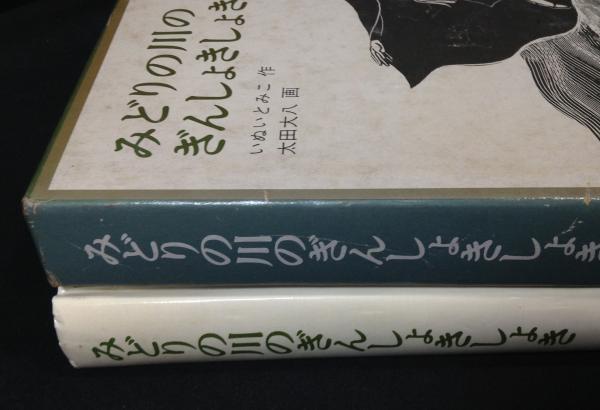 みどりの川の
ぎんしょきしょき
いぬいとみこ 作
太田大八 画
みどりの川のぎんしょきしょき
みどりの川のぎんしょきしょき